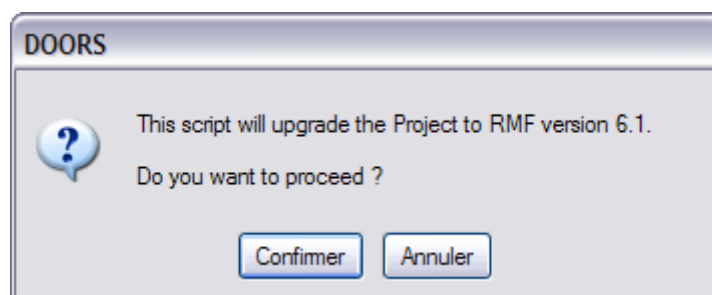 DOORS
This script will upgrade the Project to RMF version 6.1.
Do you want to proceed ?
Confirmer Annuler